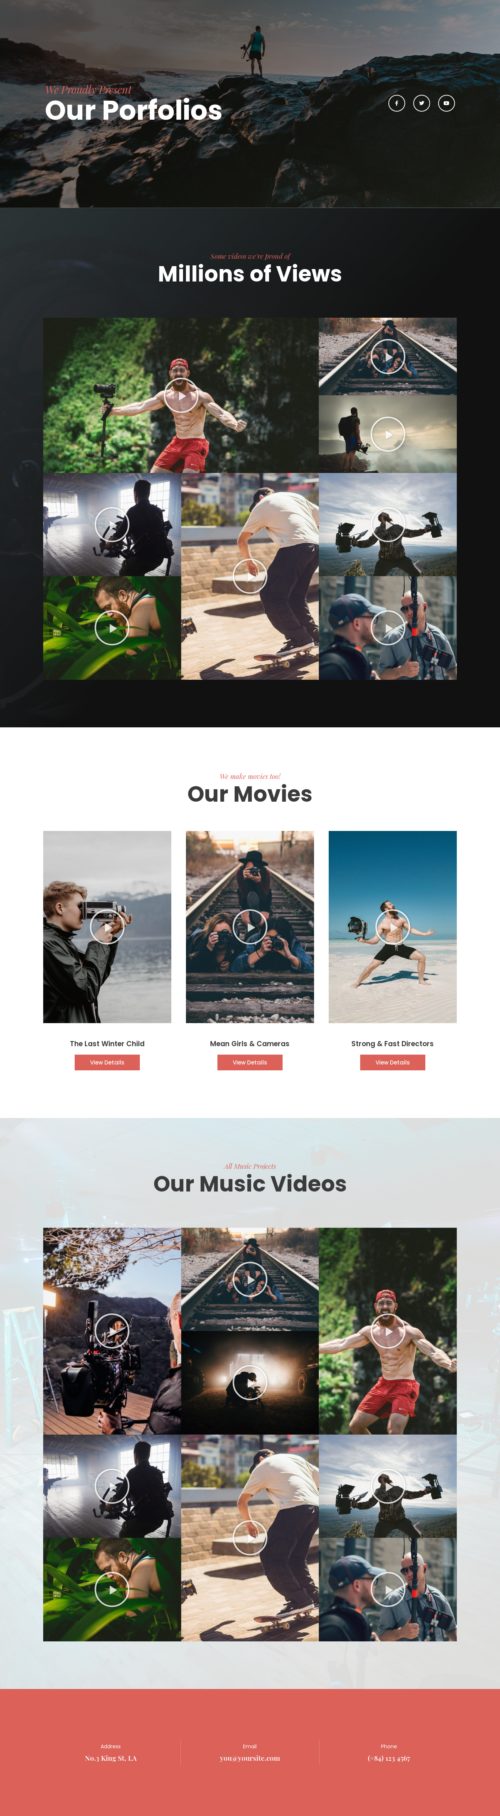 We Proudly Present
Our Porfolios
Some videos we're proud of
Millions of Views
We make movies too!
Our Movies
The Last Winter Child
Mean Girls & Cameras
Strong & Fast Directors
View Details
View Details
View Details
All Music Projects
Our Music Videos
Address
Email
Phone
No.3 King St, LA
you@yoursite.com
(+84) 123 4567